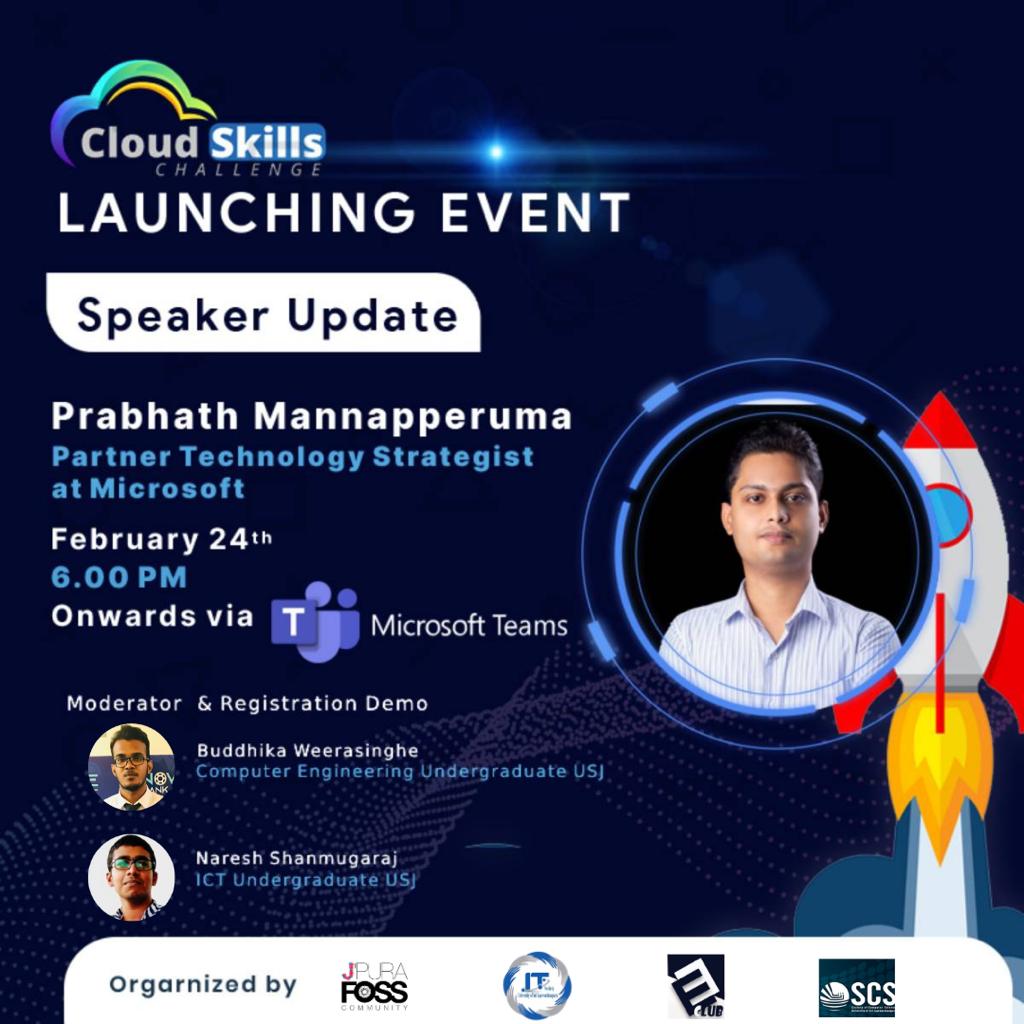 Cloud Skills
CHALLENGE
LAUNCHING EVENT
Speaker Update
Prabhath Mannapperuma
Partner Technology Strategist
at Microsoft
February 24th
6.00 PM
Onwards via
T
Microsoft Teams
Moderator & Registration Demo
Buddhika Weerasinghe
Computer Engineering Undergraduate USJ
Naresh Shanmugaraj
ICT Undergraduate USJ
Orgarnized by
J'PURA
FOSS
COMMUNITY
IT
CLUB
SCS